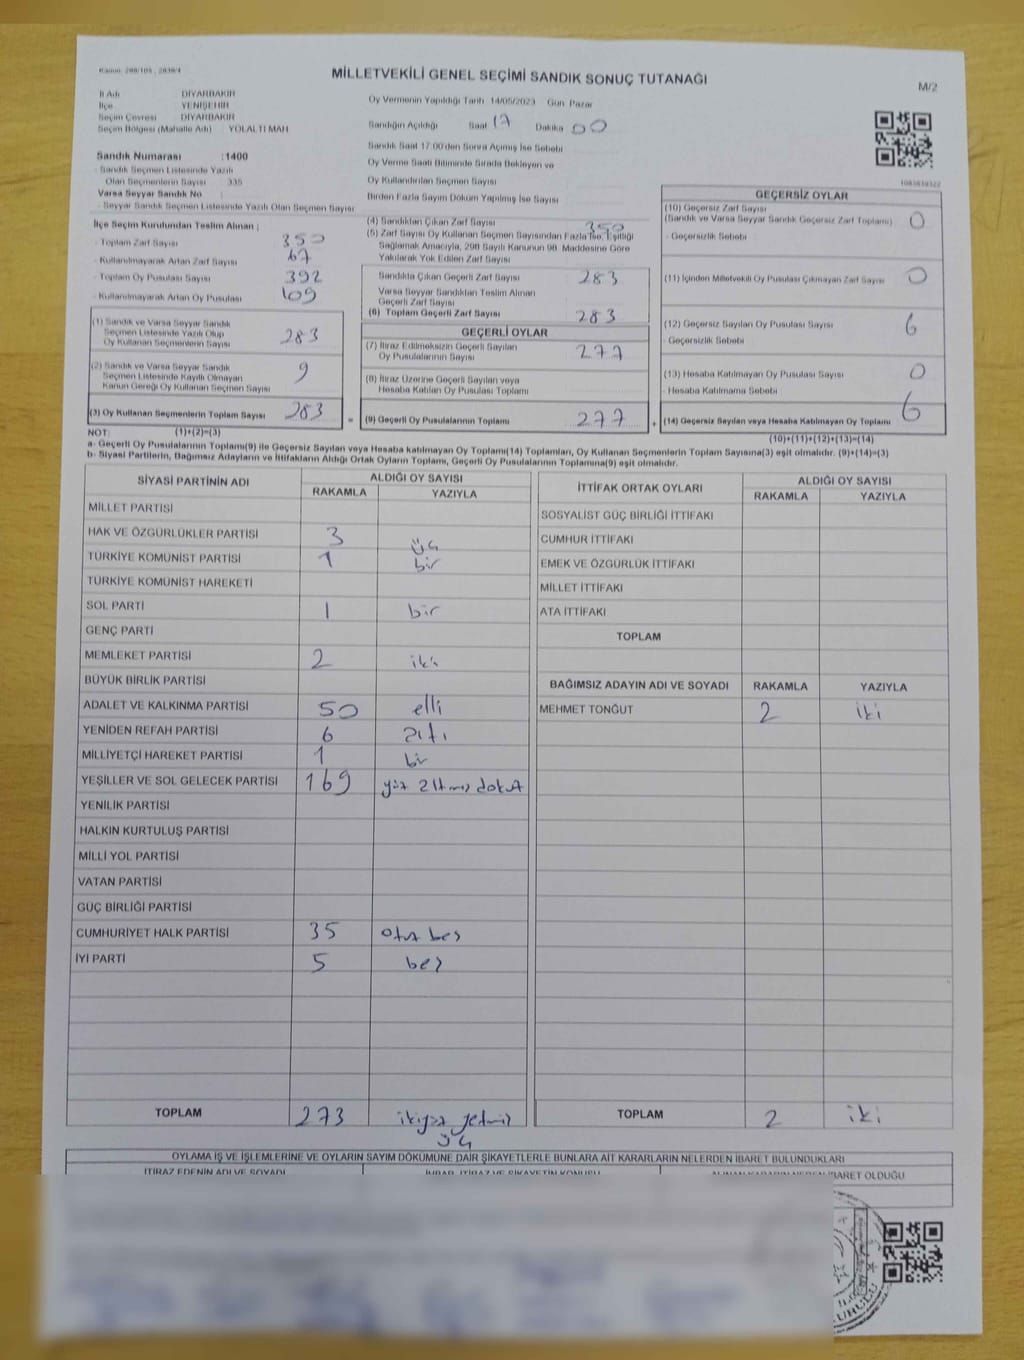 Kanun: 298/105 , 2839/4
MİLLETVEKİLİ GENEL SEÇİMİ SANDIK SONUÇ TUTANAĞI
M/2
İl Adı DİYARBAKIR
İlçe YENİŞEHİR
Seçim Çevresi DİYARBAKIR
Seçim Bölgesi (Mahalle Adı) YOLALTI MAH
Sandık Numarası :1400
Sandık Seçmen Listesinde Yazılı
Olan Seçmenlerin Sayısı 335
Varsa Seyyar Sandık No :
Seyyar Sandık Seçmen Listesinde Yazılı Olan Seçmen Sayısı
İlçe Seçim Kurulundan Teslim Alınan ;
- Toplam Zarf Sayısı 350
- Kullanılmayarak Artan Zarf Sayısı 67
- Toplam Oy Pusulası Sayısı 392
- Kullanılmayarak Artan Oy Pusulası 109
(1) Sandık ve Varsa Seyyar Sandık
Seçmen Listesinde Yazılı Olup
Oy Kullanan Seçmenlerin Sayısı 283
(2) Sandık ve Varsa Seyyar Sandık
Seçmen Listesinde Kayıtlı Olmayan
Kanun Gereği Oy Kullanan Seçmen Sayısı 9
(3) Oy Kullanan Seçmenlerin Toplam Sayısı 283
Oy Vermenin Yapıldığı Tarih 14/05/2023 Gün Pazar
Sandığın Açıldığı Saat 17 Dakika 00
Sandık Saat 17:00'den Sonra Açılmış İse Sebebi
Oy Verme Saati Bitiminde Sırada Bekleyen ve
Oy Kullandırılan Seçmen Sayısı
Birden Fazla Sayım Döküm Yapılmış İse Sayısı
(4) Sandıktan Çıkan Zarf Sayısı 350
(5) Zarf Sayısı Oy Kullanan Seçmen Sayısından Fazla İse, Eşitliği
Sağlamak Amacıyla, 298 Sayılı Kanunun 98. Maddesine Göre
Yakılarak Yok Edilen Zarf Sayısı
Sandıkta Çıkan Geçerli Zarf Sayısı 283
Varsa Seyyar Sandıktan Teslim Alınan
Geçerli Zarf Sayısı
(6) Toplam Geçerli Zarf Sayısı 283
GEÇERLİ OYLAR
(7) İtiraz Edilmeksizin Geçerli Sayılan
Oy Pusulalarının Sayısı 277
(8) İtiraz Üzerine Geçerli Sayılan veya
Hesaba Katılan Oy Pusulası Toplamı
= (9) Geçerli Oy Pusulalarının Toplamı 277
1083839322
GEÇERSİZ OYLAR
(10) Geçersiz Zarf Sayısı
(Sandık ve Varsa Seyyar Sandık Geçersiz Zarf Toplamı) 0
- Geçersizlik Sebebi
(11) İçinden Milletvekili Oy Pusulası Çıkmayan Zarf Sayısı 0
(12) Geçersiz Sayılan Oy Pusulası Sayısı 6
- Geçersizlik Sebebi
(13) Hesaba Katılmayan Oy Pusulası Sayısı 0
- Hesaba Katılmama Sebebi
+ (14) Geçersiz Sayılan veya Hesaba Katılmayan Oy Toplamı 6
NOT: (1)+(2)=(3)
(10)+(11)+(12)+(13)=(14)
a- Geçerli Oy Pusulalarının Toplamı(9) ile Geçersiz Sayılan veya Hesaba katılmayan Oy Toplamı(14) Toplamları, Oy Kullanan Seçmenlerin Toplam Sayısına(3) eşit olmalıdır. (9)+(14)=(3)
b- Siyasi Partilerin, Bağımsız Adayların ve İttifakların Aldığı Ortak Oyların Toplamı, Geçerli Oy Pusulalarının Toplamına(9) eşit olmalıdır.
SİYASİ PARTİNİN ADI ALDIĞI OY SAYISI
RAKAMLA YAZIYLA
MİLLET PARTİSİ
HAK VE ÖZGÜRLÜKLER PARTİSİ 3 üç
TÜRKİYE KOMÜNİST PARTİSİ 1 bir
TÜRKİYE KOMÜNİST HAREKETİ
SOL PARTİ 1 bir
GENÇ PARTİ
MEMLEKET PARTİSİ 2 iki
BÜYÜK BİRLİK PARTİSİ
ADALET VE KALKINMA PARTİSİ 50 elli
YENİDEN REFAH PARTİSİ 6 altı
MİLLİYETÇİ HAREKET PARTİSİ 1 bir
YEŞİLLER VE SOL GELECEK PARTİSİ 169 yüz altmış dokuz
YENİLİK PARTİSİ
HALKIN KURTULUŞ PARTİSİ
MİLLİ YOL PARTİSİ
VATAN PARTİSİ
GÜÇ BİRLİĞİ PARTİSİ
CUMHURİYET HALK PARTİSİ 35 otuz beş
İYİ PARTİ 5 beş
TOPLAM 273 ikiyüz yetmiş
üç
İTTİFAK ORTAK OYLARI ALDIĞI OY SAYISI
RAKAMLA YAZIYLA
SOSYALİST GÜÇ BİRLİĞİ İTTİFAKI
CUMHUR İTTİFAKI
EMEK VE ÖZGÜRLÜK İTTİFAKI
MİLLET İTTİFAKI
ATA İTTİFAKI
TOPLAM
BAĞIMSIZ ADAYIN ADI VE SOYADI RAKAMLA YAZIYLA
MEHMET TONĞUT 2 iki
TOPLAM 2 iki
OYLAMA İŞ VE İŞLEMLERİNE VE OYLARIN SAYIM DÖKÜMÜNE DAİR ŞİKAYETLERLE BUNLARA AİT KARARLARIN NELERDEN İBARET BULUNDUKLARI
İTİRAZ EDENİN ADI VE SOYADI